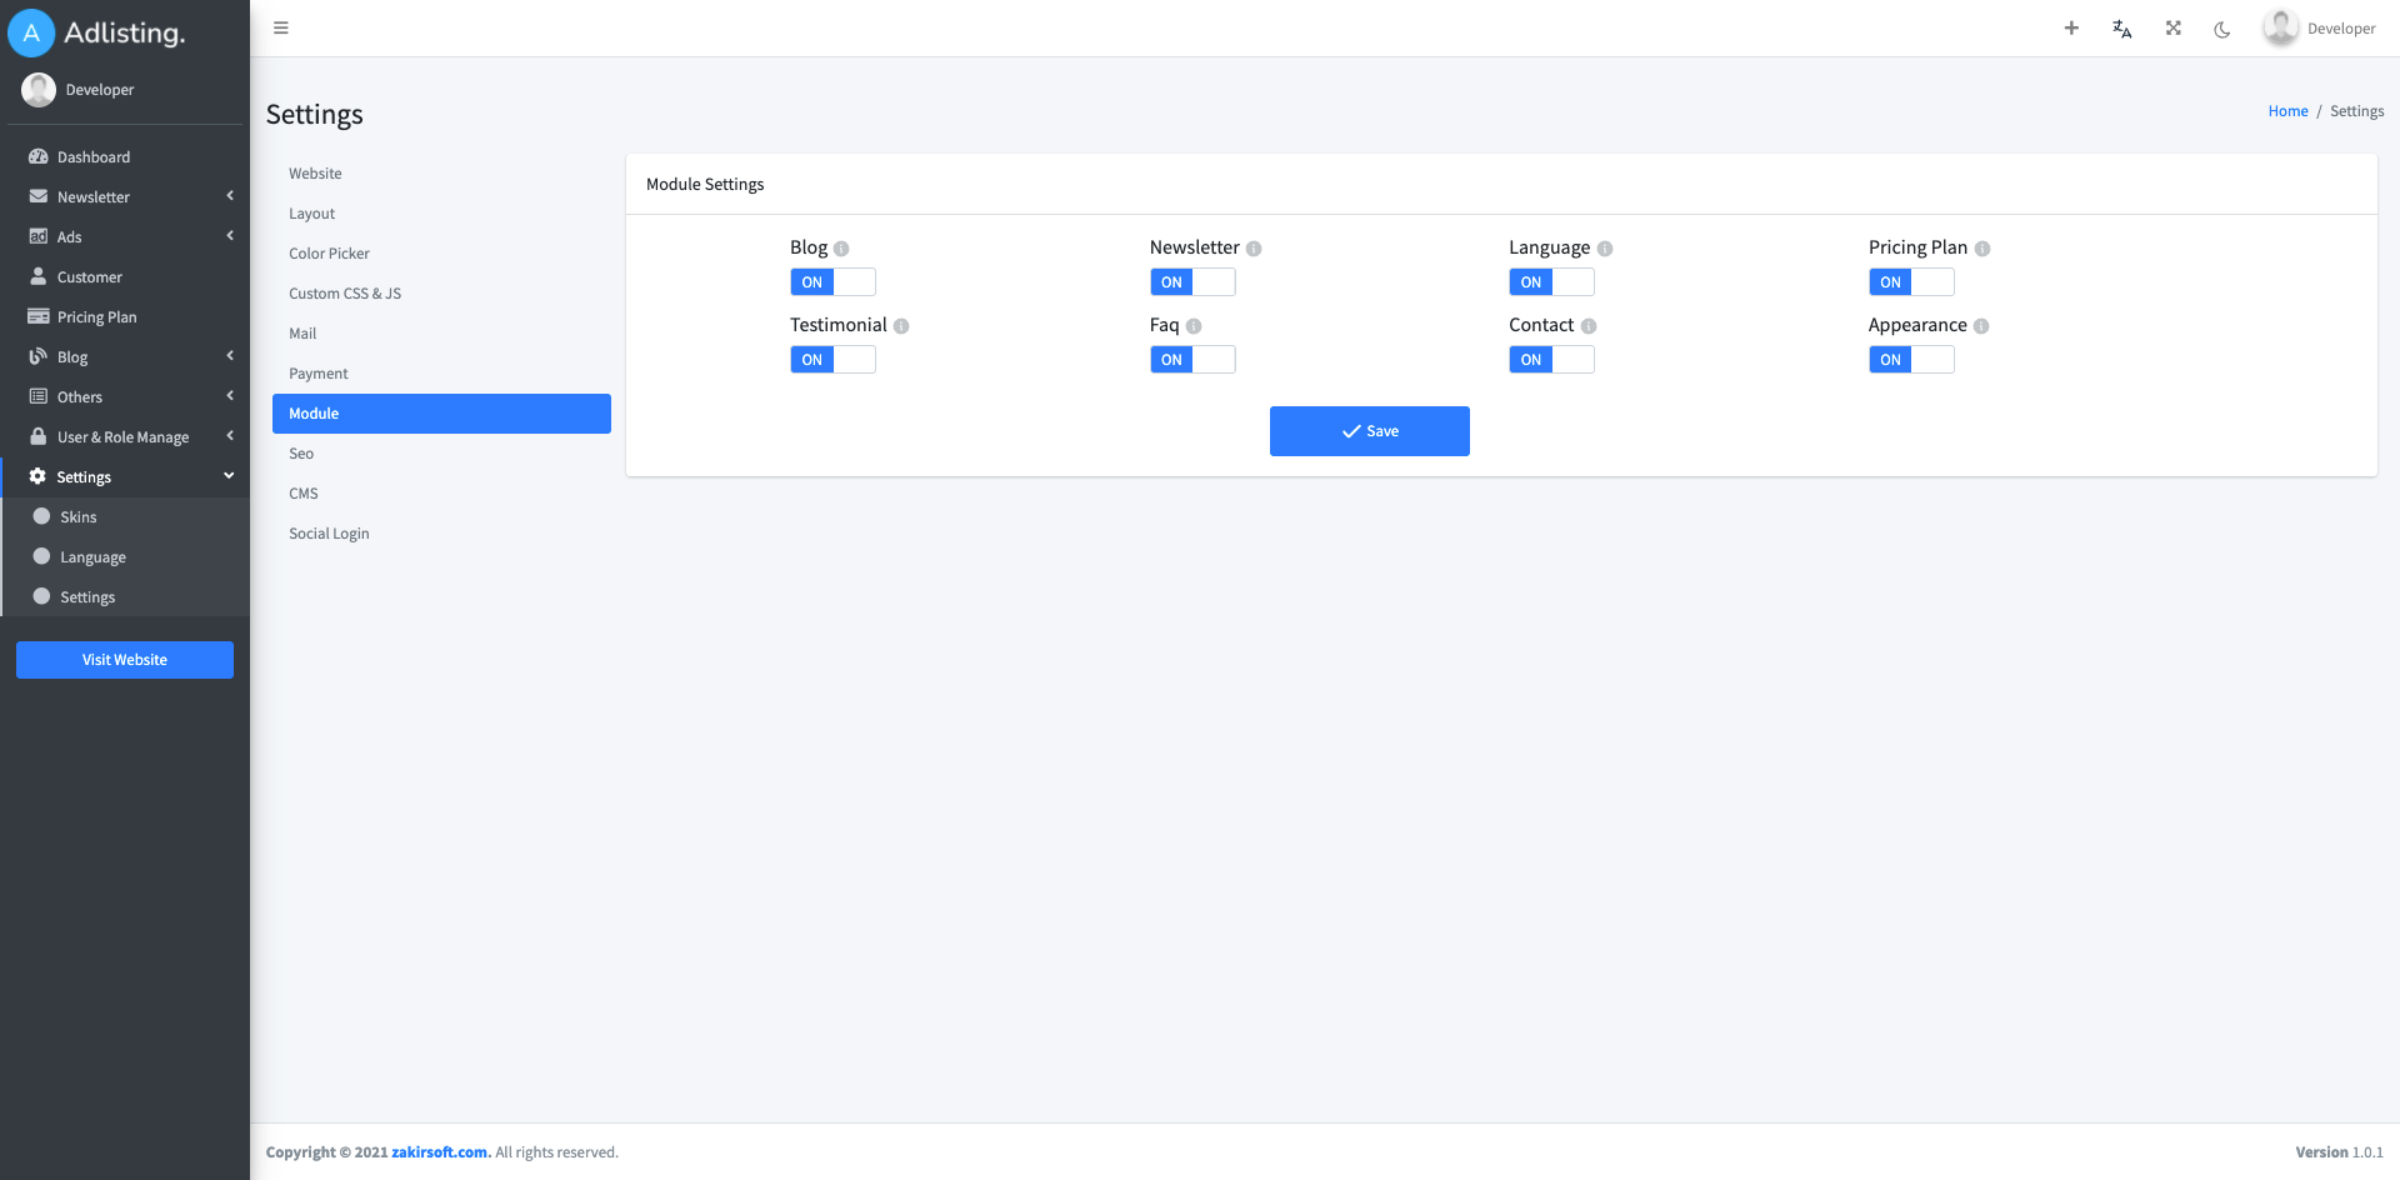 A Adlisting.
Developer
Dashboard
Newsletter
ad Ads
Customer
Pricing Plan
Blog
Others
User & Role Manage
Settings
Skins
Language
Settings
Visit Website
Developer
Settings
Home / Settings
Website
Layout
Color Picker
Custom CSS & JS
Mail
Payment
Module
Seo
CMS
Social Login
Module Settings
Blog Newsletter Language Pricing Plan
ON ON ON ON
Testimonial Faq Contact Appearance
ON ON ON ON
Save
Copyright © 2021 zakirsoft.com. All rights reserved.
Version 1.0.1